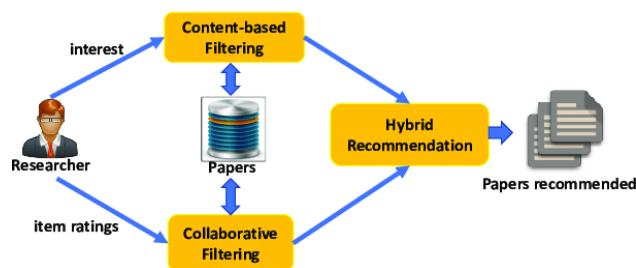 Content-based
Filtering
interest
Researcher
Papers
Hybrid
Recommendation
Papers recommended
item ratings
Collaborative
Filtering